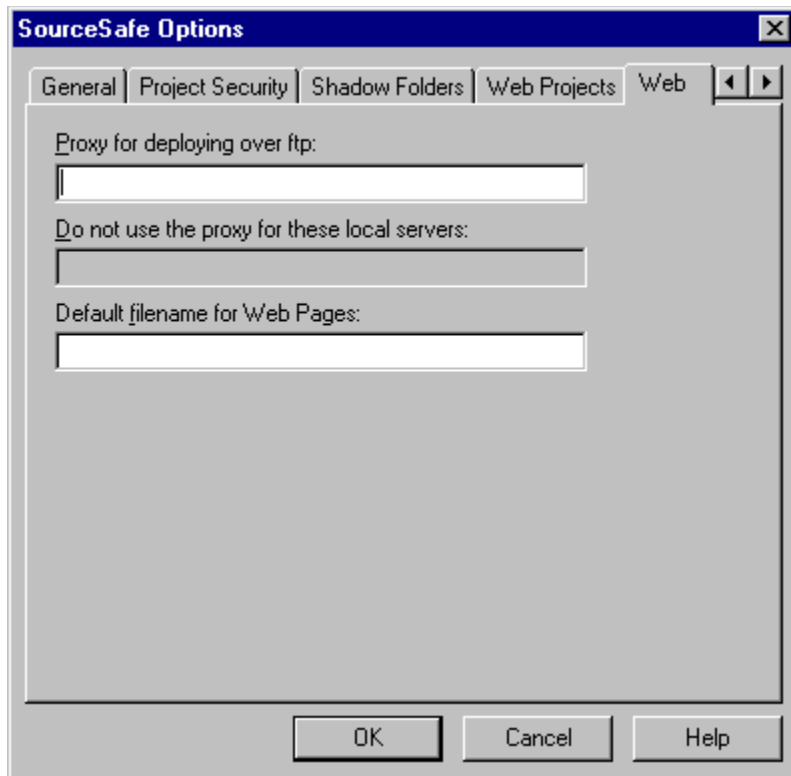 SourceSafe Options
General Project Security Shadow Folders Web Projects Web
Proxy for deploying over ftp:
Do not use the proxy for these local servers:
Default filename for Web Pages:
OK Cancel Help